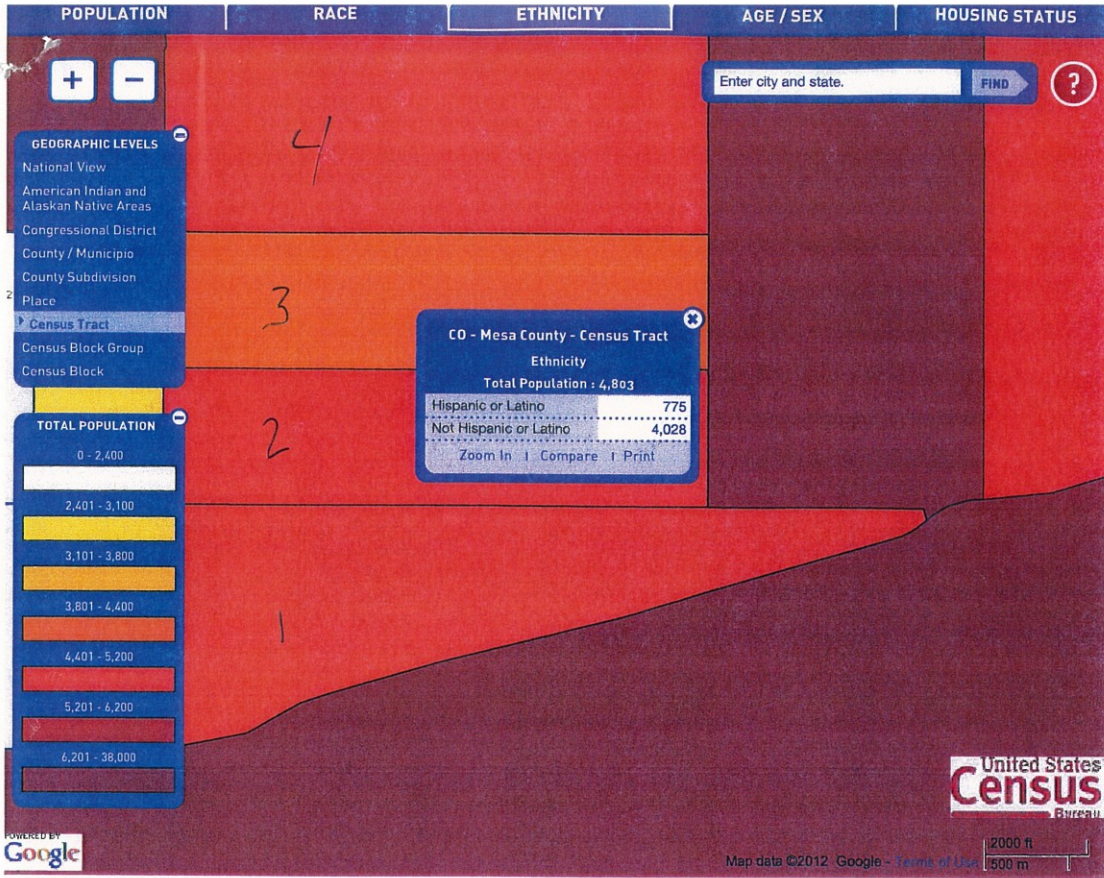 POPULATION RACE ETHNICITY AGE / SEX HOUSING STATUS
+ −
Enter city and state. FIND ?
GEOGRAPHIC LEVELS
National View
American Indian and
Alaskan Native Areas
Congressional District
County / Municipio
County Subdivision
Place
Census Tract
Census Block Group
Census Block
TOTAL POPULATION
0 - 2,400
2,401 - 3,100
3,101 - 3,800
3,801 - 4,400
4,401 - 5,200
5,201 - 6,200
6,201 - 38,000
4
3
2
1
CO - Mesa County - Census Tract
Ethnicity
Total Population : 4,803
Hispanic or Latino 775
Not Hispanic or Latino 4,028
Zoom In | Compare | Print
United States
Census
Bureau
POWERED BY
Google
Map data ©2012 Google - Terms of Use
2000 ft
500 m